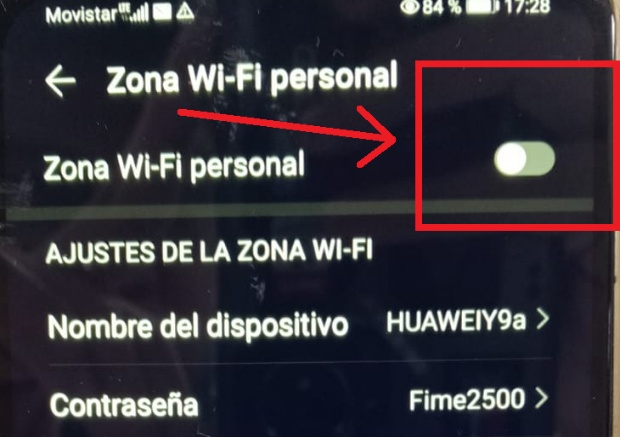 Movistar 84 % 17:28
Zona Wi-Fi personal
Zona Wi-Fi personal
AJUSTES DE LA ZONA WI-FI
Nombre del dispositivo HUAWEIY9a >
Contraseña Fime2500 >